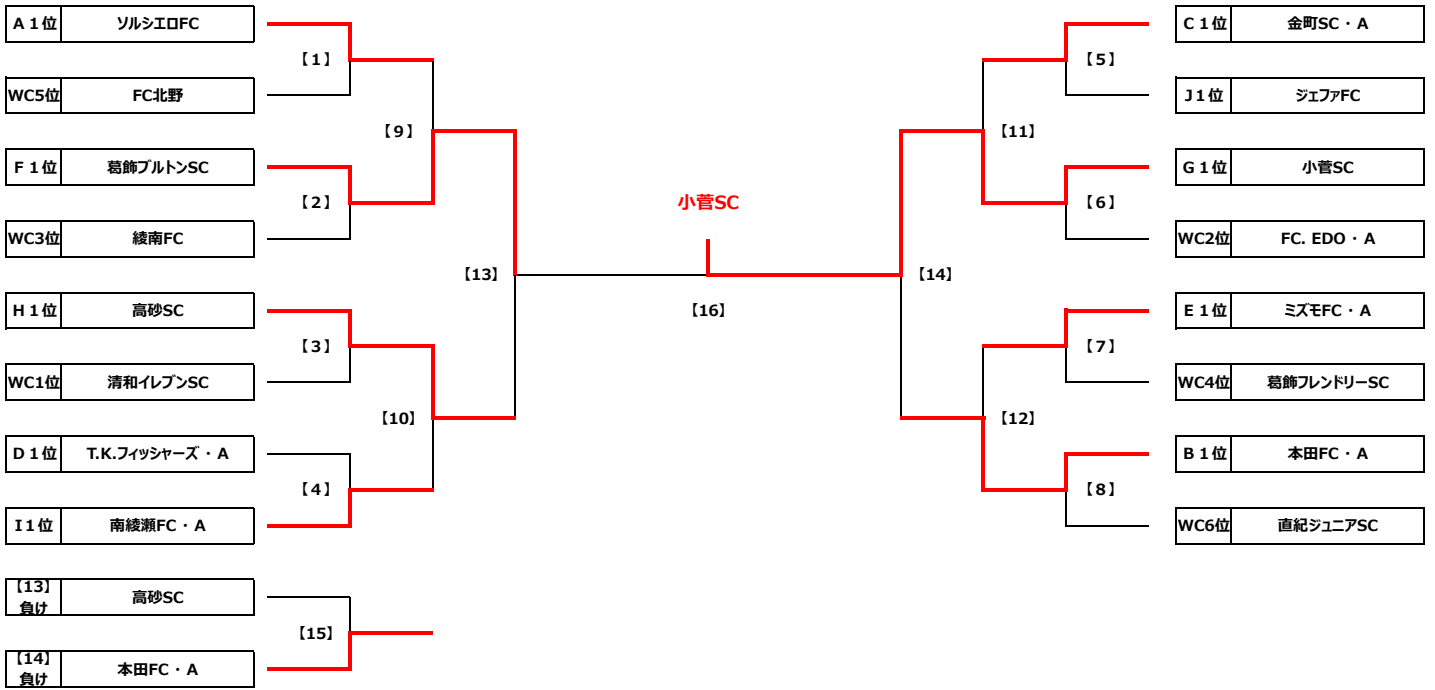 A 1位 ソルシエロFC
【1】
WC5位 FC北野
【9】
F 1位 葛飾ブルトンSC
【2】
WC3位 綾南FC
【13】
H 1位 高砂SC
【3】
WC1位 清和イレブンSC
【10】
D 1位 T.K.フィッシャーズ・A
【4】
I1位 南綾瀬FC・A
【13】
負け
高砂SC
【15】
【14】
負け
本田FC・A
小菅SC
【16】
C 1位 金町SC・A
【5】
J1位 ジェファFC
【11】
G 1位 小菅SC
【6】
WC2位 FC. EDO・A
【14】
E 1位 ミズモFC・A
【7】
WC4位 葛飾フレンドリーSC
【12】
B 1位 本田FC・A
【8】
WC6位 直紀ジュニアSC